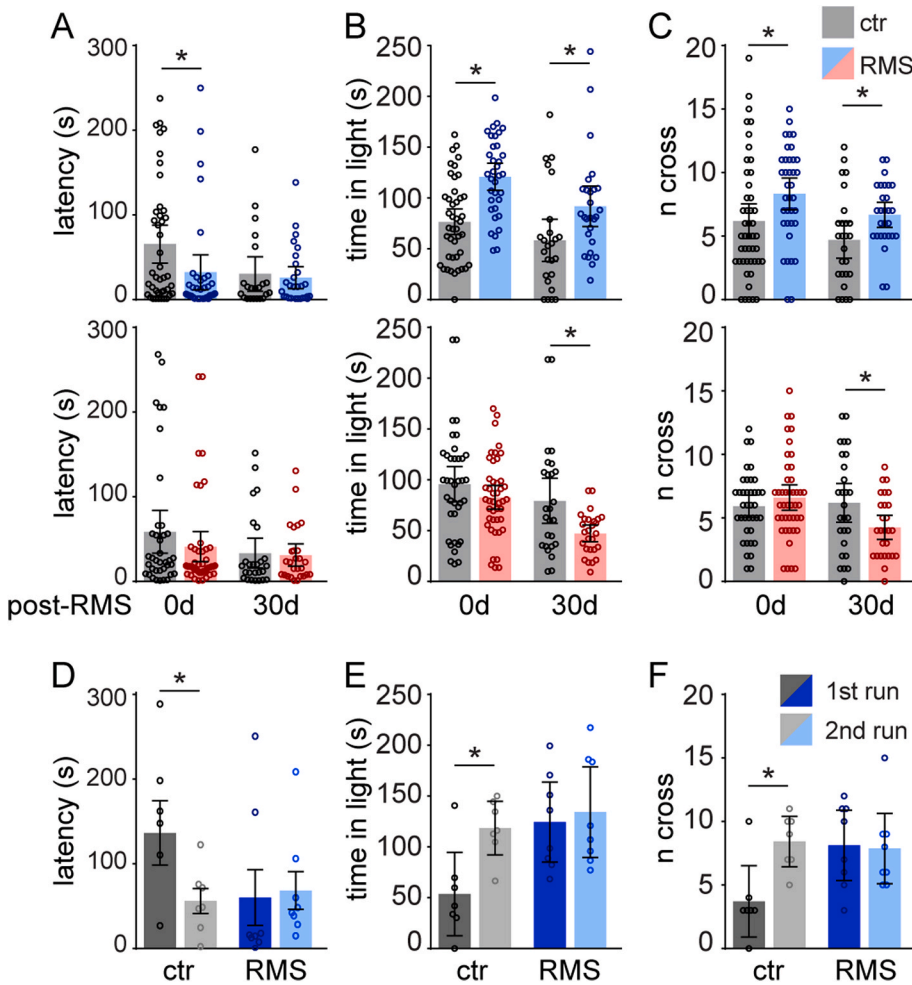 A
B
C
ctr
RMS
latency (s)
300
200
100
0
*
time in light (s)
250
200
150
100
50
0
*
*
n cross
20
15
10
5
0
*
*
latency (s)
300
200
100
0
time in light (s)
250
200
150
100
50
0
*
n cross
20
15
10
5
0
*
post-RMS 0d 30d 0d 30d 0d 30d
D
E
F
1st run
2nd run
latency (s)
300
200
100
0
*
ctr RMS
time in light (s)
250
200
150
100
50
0
*
ctr RMS
n cross
20
15
10
5
0
*
ctr RMS